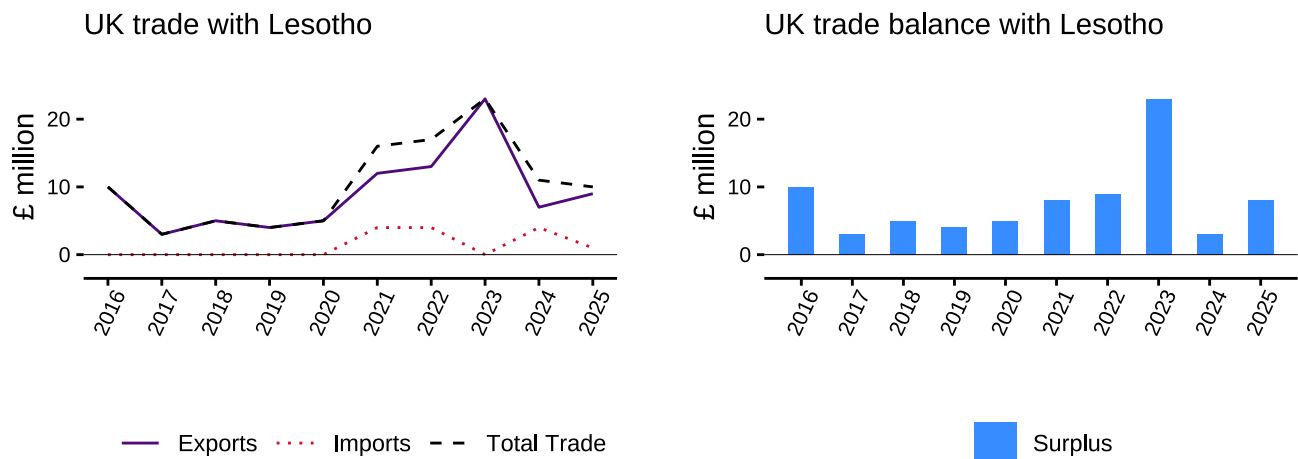 UK trade with Lesotho
£ million
20
10
0
2016 2017 2018 2019 2020 2021 2022 2023 2024 2025
Exports Imports Total Trade
UK trade balance with Lesotho
£ million
20
10
0
2016 2017 2018 2019 2020 2021 2022 2023 2024 2025
Surplus